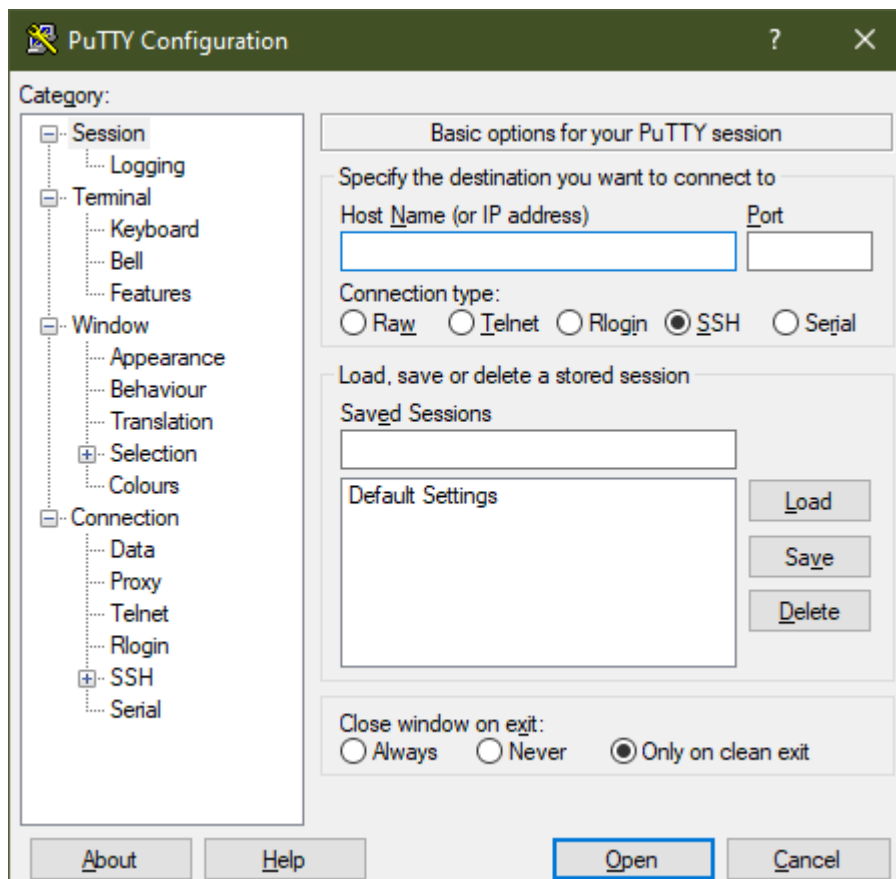 PuTTY Configuration
?
Category:
Session
Logging
Terminal
Keyboard
Bell
Features
Window
Appearance
Behaviour
Translation
Selection
Colours
Connection
Data
Proxy
Telnet
Rlogin
SSH
Serial
Basic options for your PuTTY session
Specify the destination you want to connect to
Host Name (or IP address) Port
Connection type:
Raw Telnet Rlogin SSH Serial
Load, save or delete a stored session
Saved Sessions
Default Settings
Load
Save
Delete
Close window on exit:
Always Never Only on clean exit
About Help Open Cancel